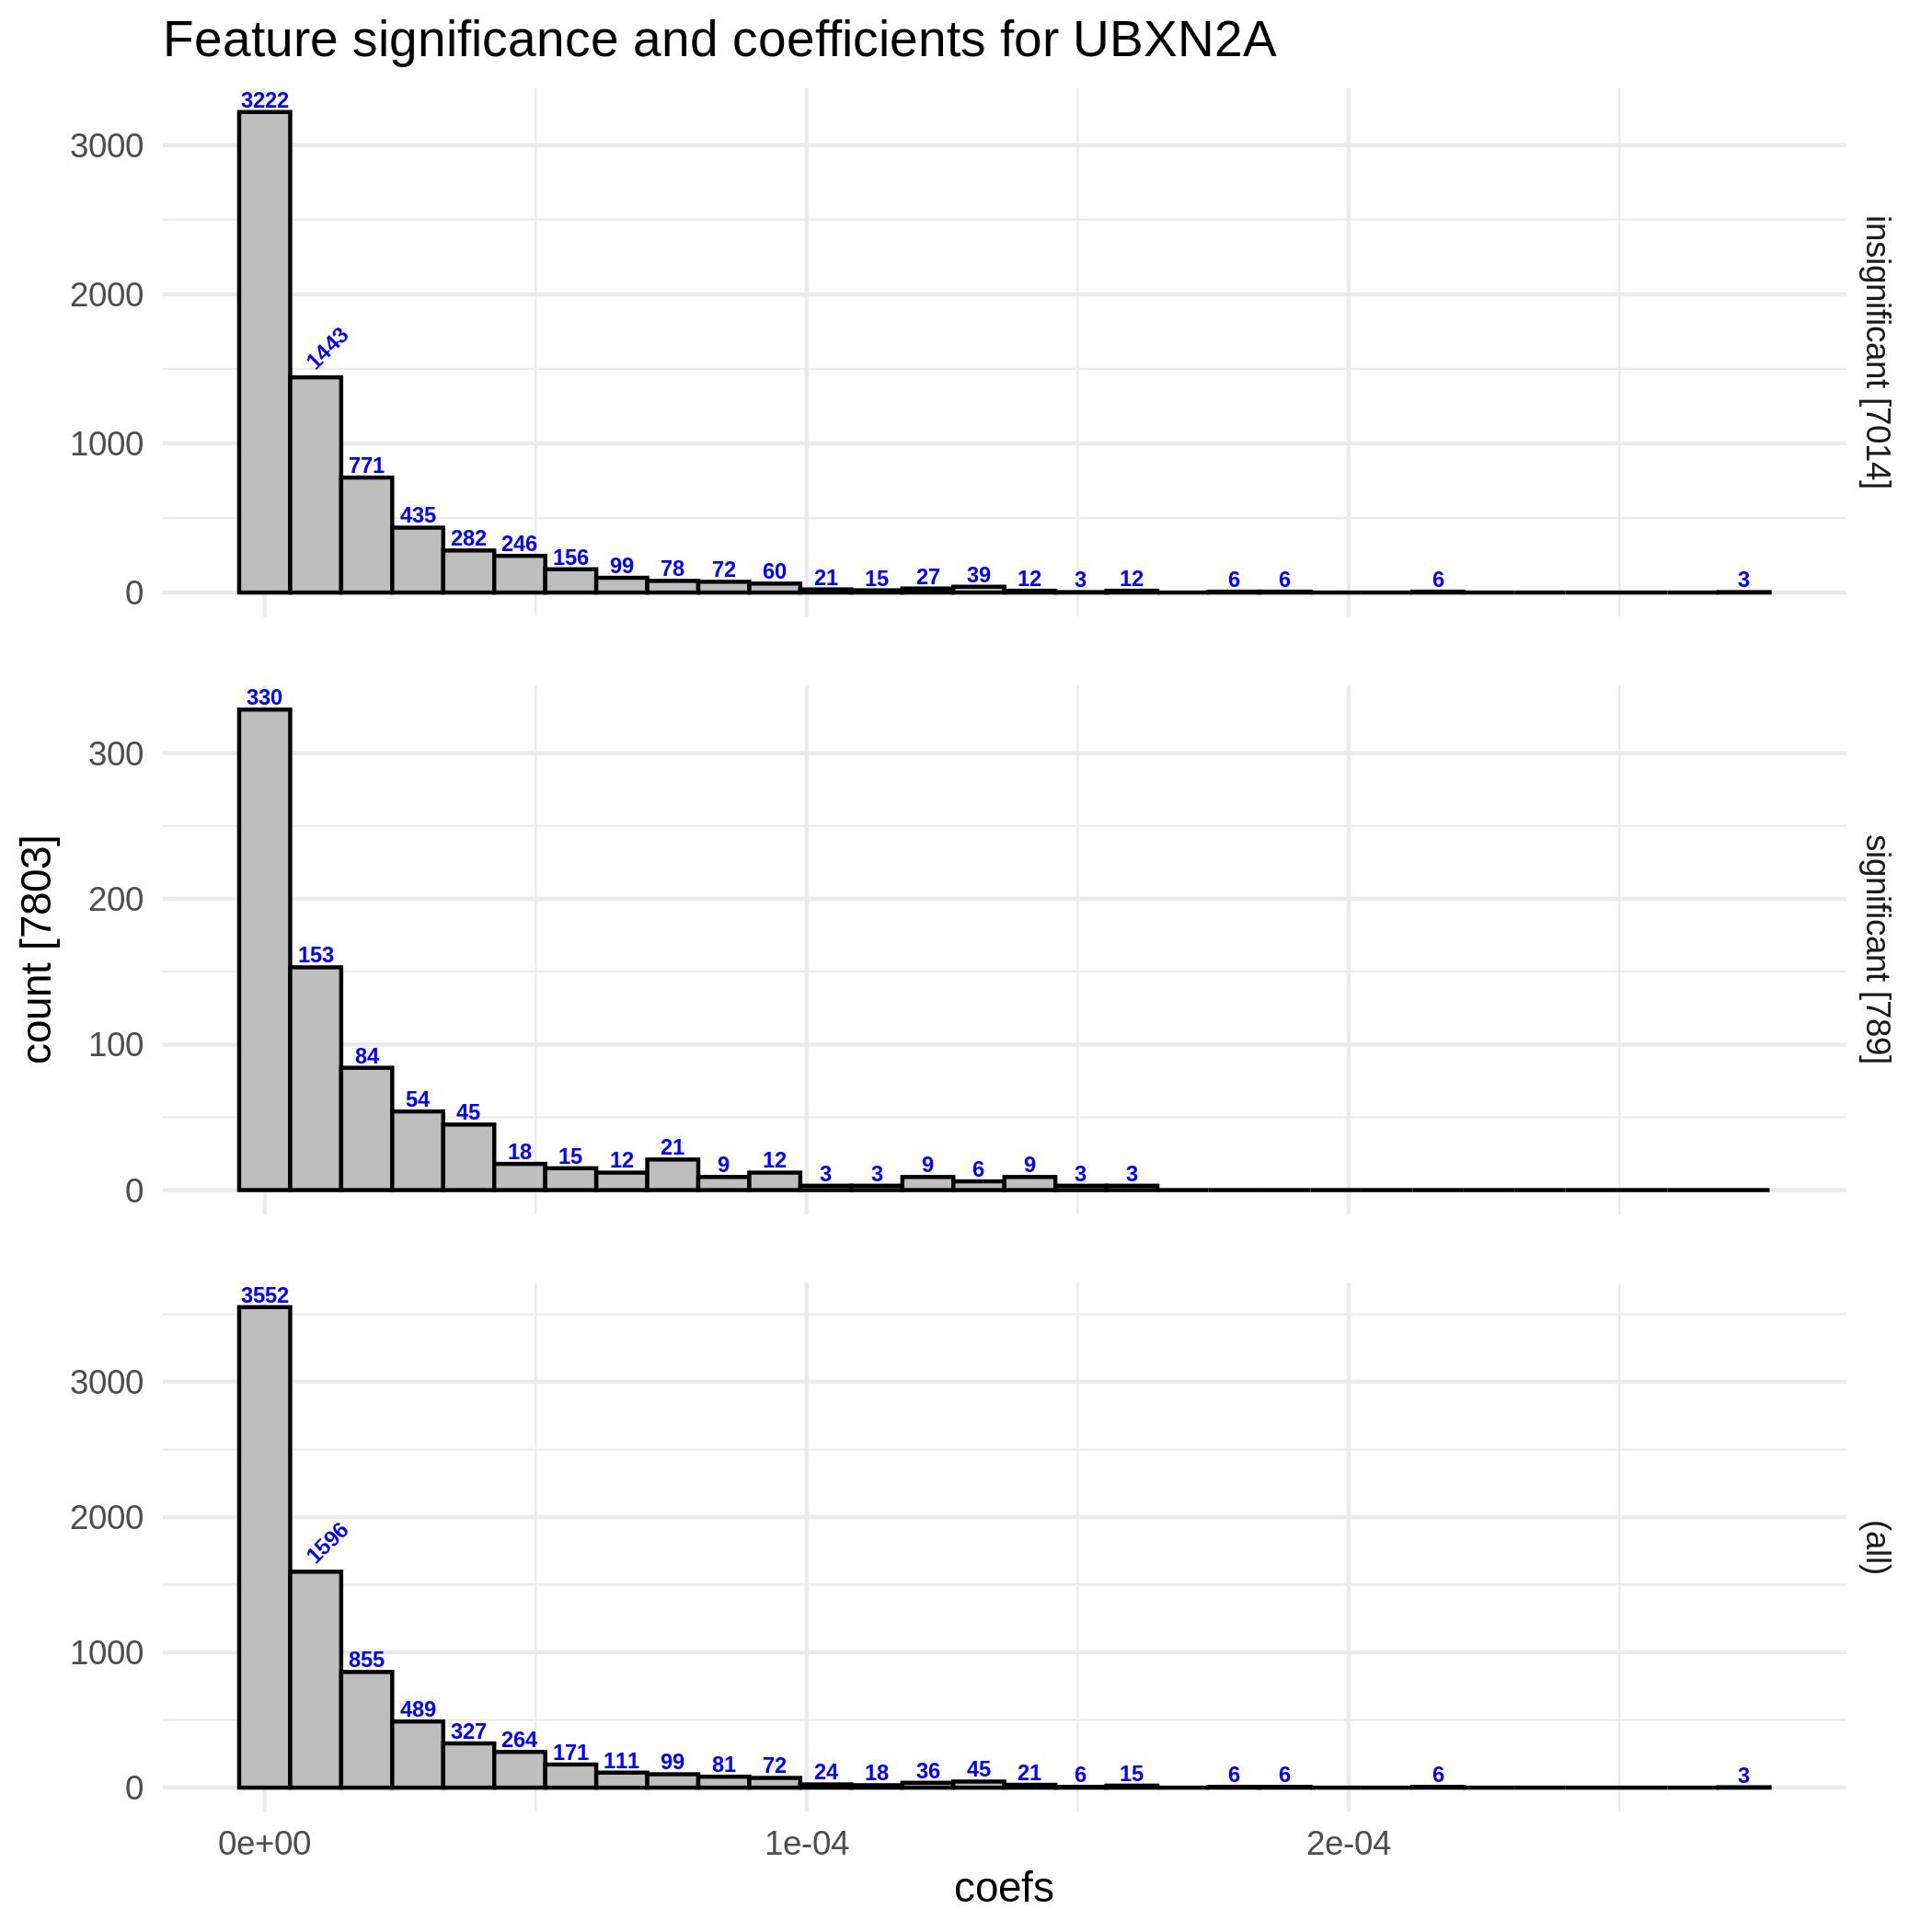 Feature significance and coefficients for UBXN2A
3222
3000
2000
1443
1000
771
435
282 246 156 99 78 72 60 21 15 27 39 12 3 12 6 6 6 3
0
insignificant [7014]
330
300
200
153
100
84
54 45 18 15 12 21 9 12 3 3 9 6 9 3 3
0
significant [789]
count [7803]
3552
3000
2000
1596
1000
855
489
327 264 171 111 99 81 72 24 18 36 45 21 6 15 6 6 6 3
0
(all)
0e+00 1e-04 2e-04
coefs